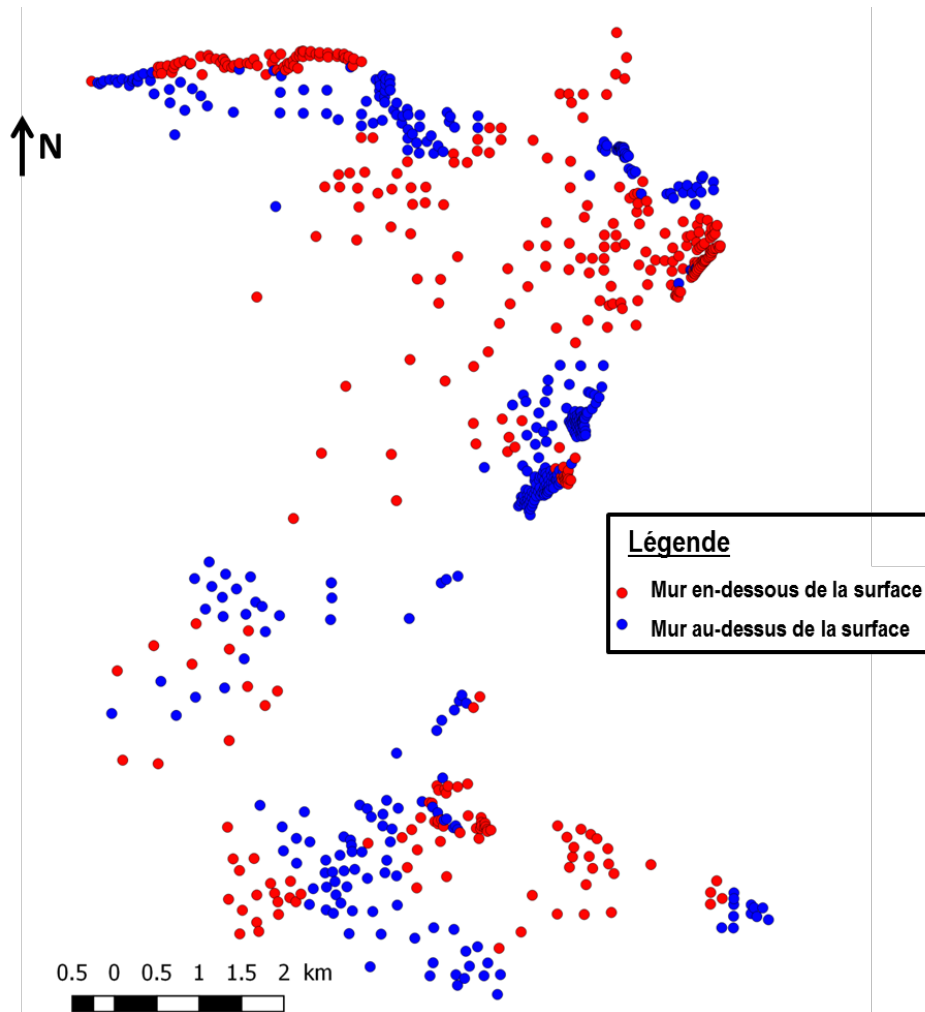 N
Légende
Mur en-dessous de la surface
Mur au-dessus de la surface
0.5 0 0.5 1 1.5 2 km